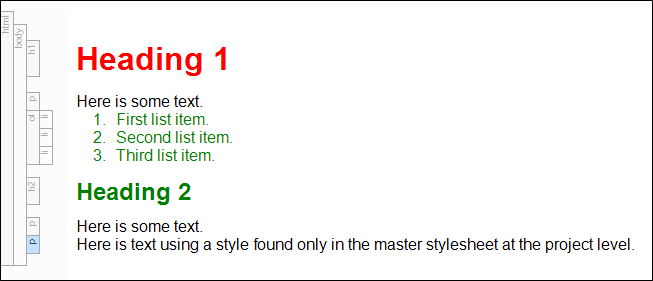 html
body
h1
Heading 1
p
Here is some text.
ol
li
1. First list item.
li
2. Second list item.
li
3. Third list item.
h2
Heading 2
p
Here is some text.
p
Here is text using a style found only in the master stylesheet at the project level.